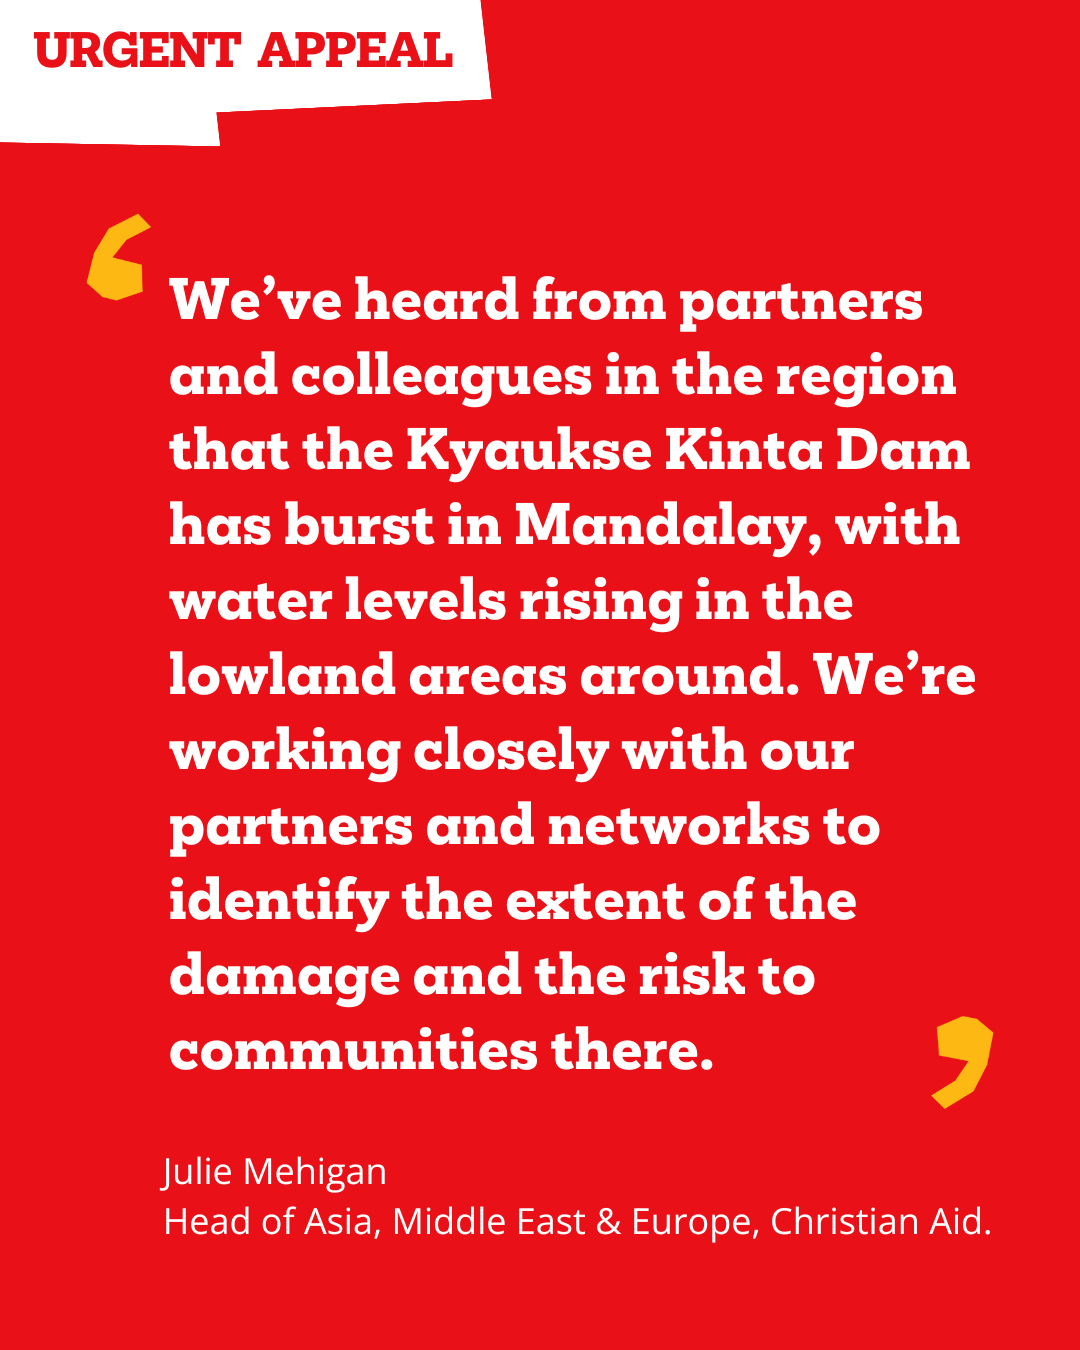 URGENT APPEAL
‘
We’ve heard from partners
and colleagues in the region
that the Kyaukse Kinta Dam
has burst in Mandalay, with
water levels rising in the
lowland areas around. We’re
working closely with our
partners and networks to
identify the extent of the
damage and the risk to
communities there.
’
Julie Mehigan
Head of Asia, Middle East & Europe, Christian Aid.